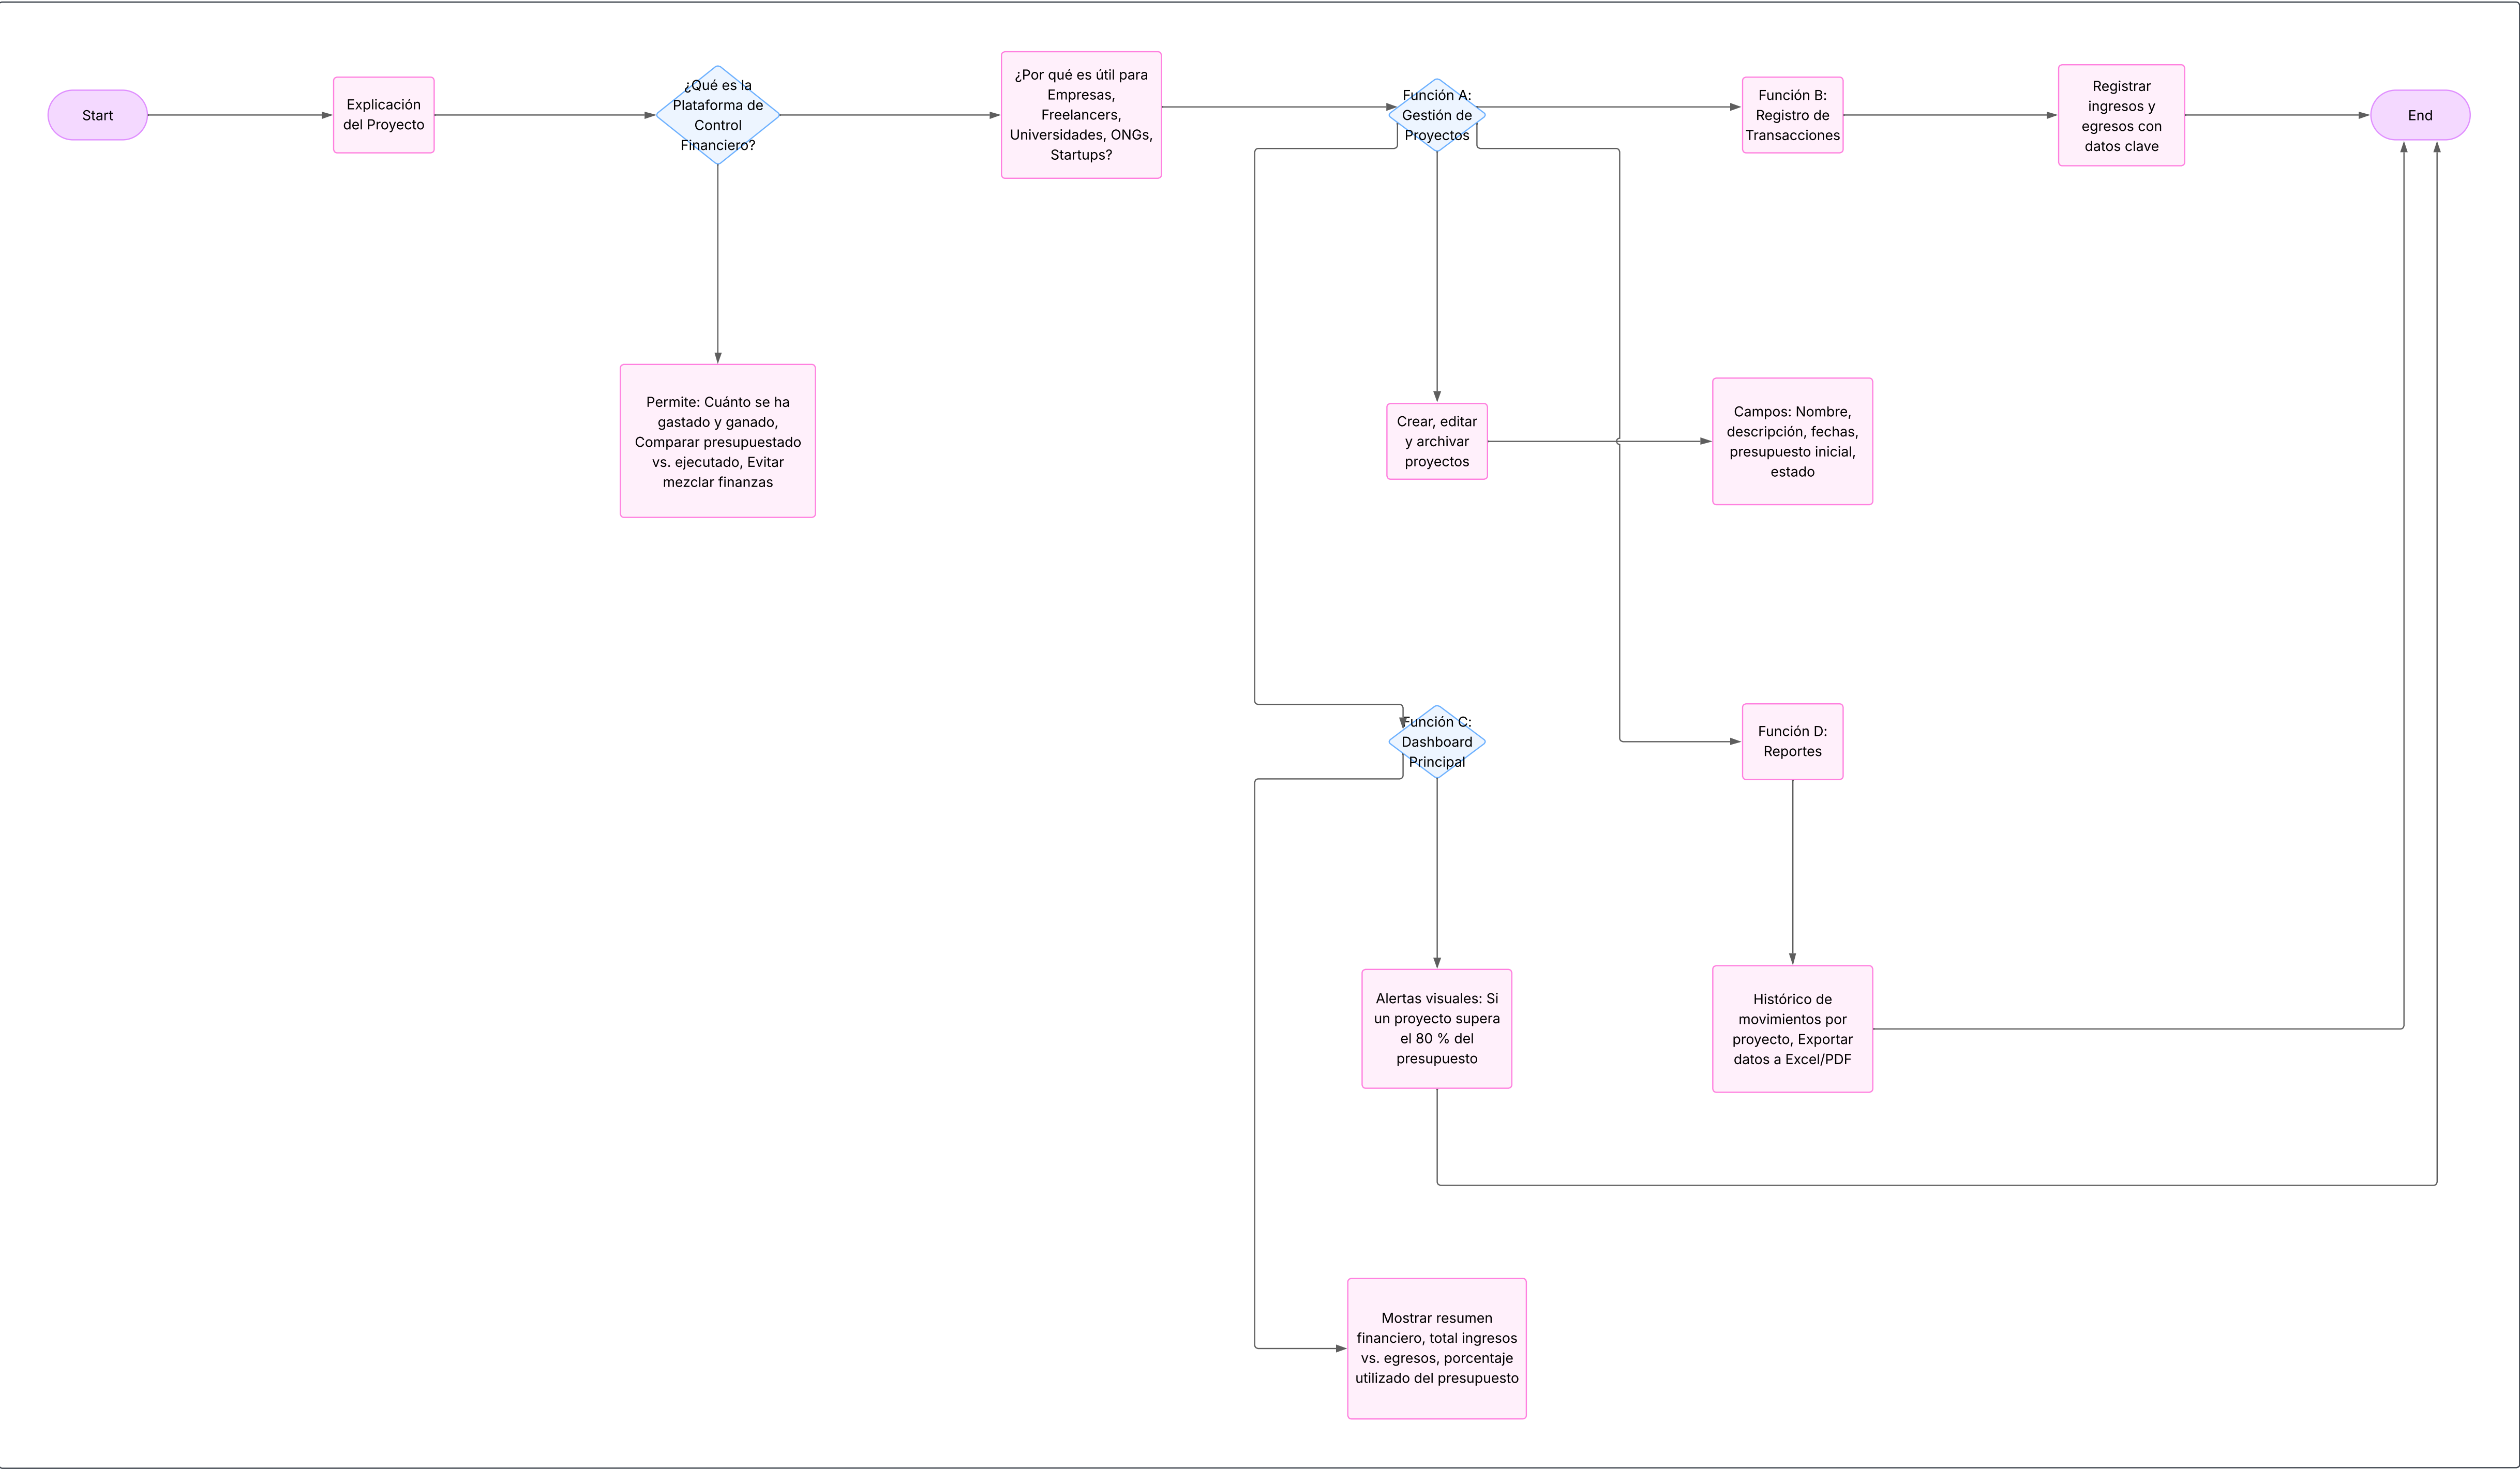 Start
Explicación
del Proyecto
¿Qué es la
Plataforma de
Control
Financiero?
¿Por qué es útil para
Empresas,
Freelancers,
Universidades, ONGs,
Startups?
Función A:
Gestión de
Proyectos
Función B:
Registro de
Transacciones
Registrar
ingresos y
egresos con
datos clave
End
Permite: Cuánto se ha
gastado y ganado,
Comparar presupuestado
vs. ejecutado, Evitar
mezclar finanzas
Crear, editar
y archivar
proyectos
Campos: Nombre,
descripción, fechas,
presupuesto inicial,
estado
Función C:
Dashboard
Principal
Función D:
Reportes
Alertas visuales: Si
un proyecto supera
el 80 % del
presupuesto
Histórico de
movimientos por
proyecto, Exportar
datos a Excel/PDF
Mostrar resumen
financiero, total ingresos
vs. egresos, porcentaje
utilizado del presupuesto